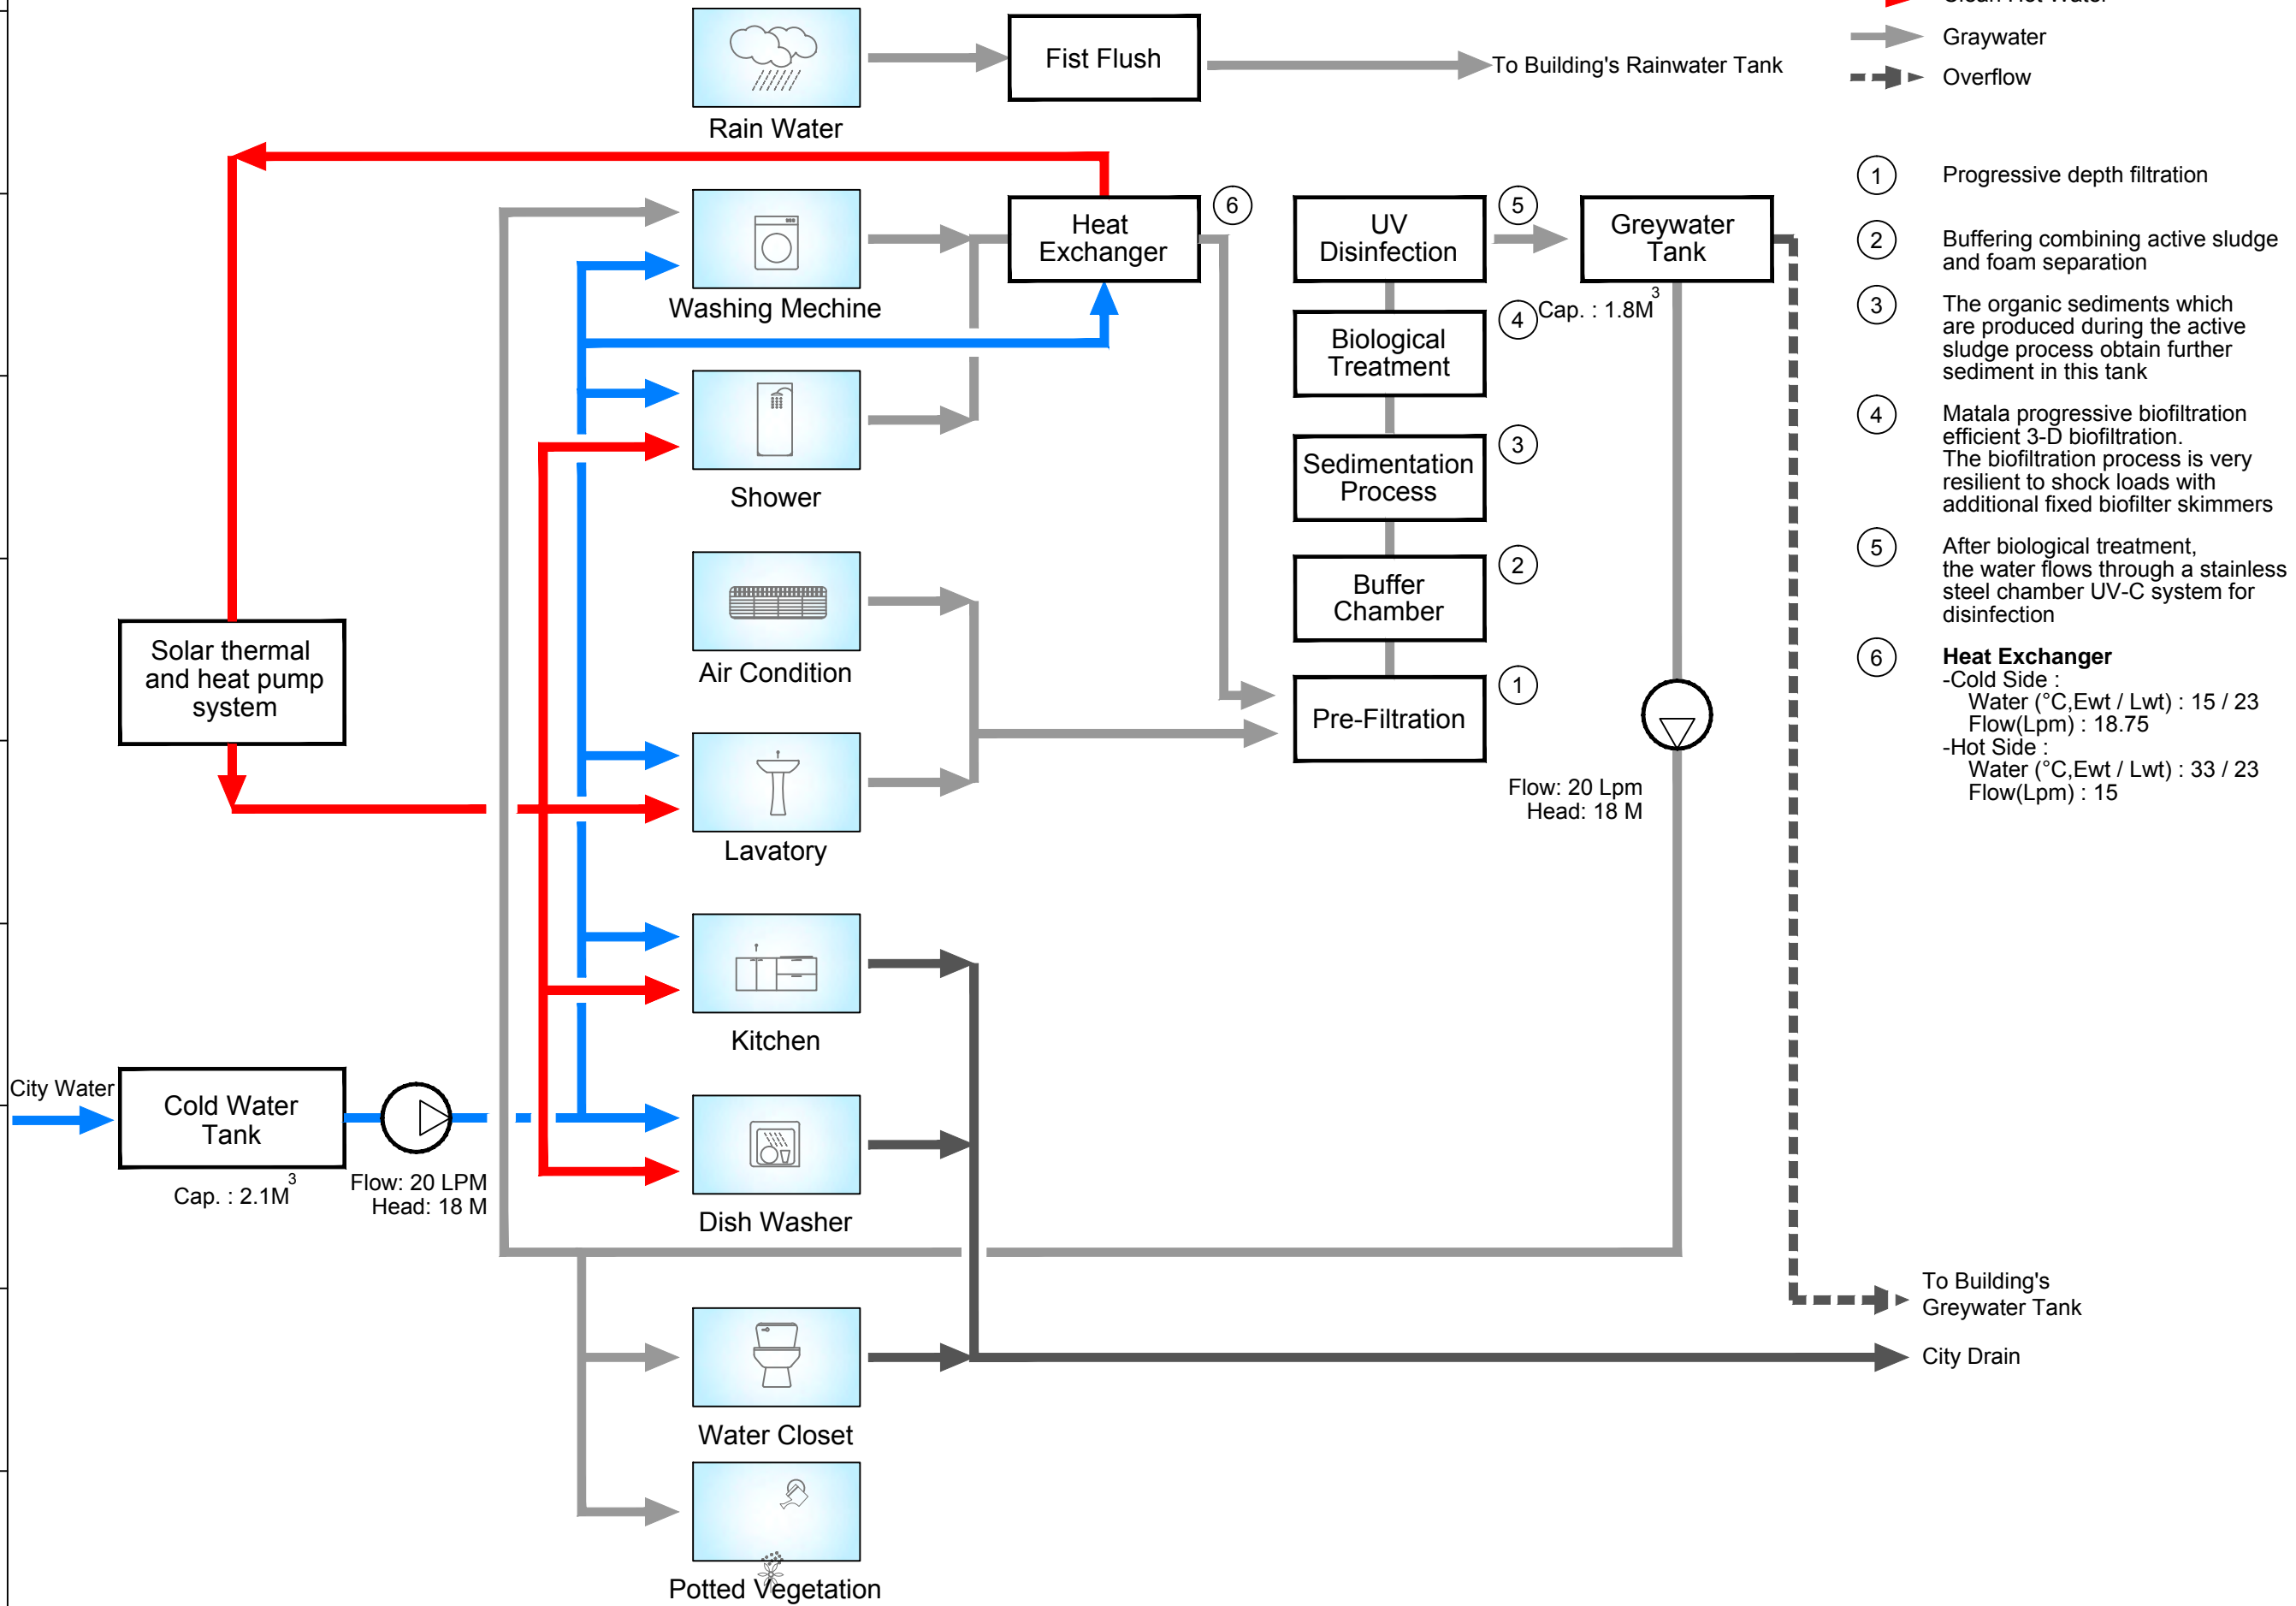 Clean Hot Water
Graywater
Overflow
Fist Flush
To Building's Rainwater Tank
Rain Water
1
Progressive depth filtration
2
Buffering combining active sludge
and foam separation
3
The organic sediments which
are produced during the active
sludge process obtain further
sediment in this tank
4
Matala progressive biofiltration
efficient 3-D biofiltration.
The biofiltration process is very
resilient to shock loads with
additional fixed biofilter skimmers
5
After biological treatment,
the water flows through a stainless
steel chamber UV-C system for
disinfection
6
Heat Exchanger
-Cold Side :
Water (°C,Ewt / Lwt) : 15 / 23
Flow(Lpm) : 18.75
-Hot Side :
Water (°C,Ewt / Lwt) : 33 / 23
Flow(Lpm) : 15
Heat
Exchanger
6
UV
Disinfection
5
Greywater
Tank
Cap. : 1.8M3
Washing Mechine
Biological
Treatment
4
Shower
Sedimentation
Process
3
Buffer
Chamber
2
Air Condition
Pre-Filtration
1
Solar thermal
and heat pump
system
Flow: 20 Lpm
Head: 18 M
Lavatory
Kitchen
City Water
Cold Water
Tank
Cap. : 2.1M3
Flow: 20 LPM
Head: 18 M
Dish Washer
To Building's
Greywater Tank
City Drain
Water Closet
Potted Vegetation